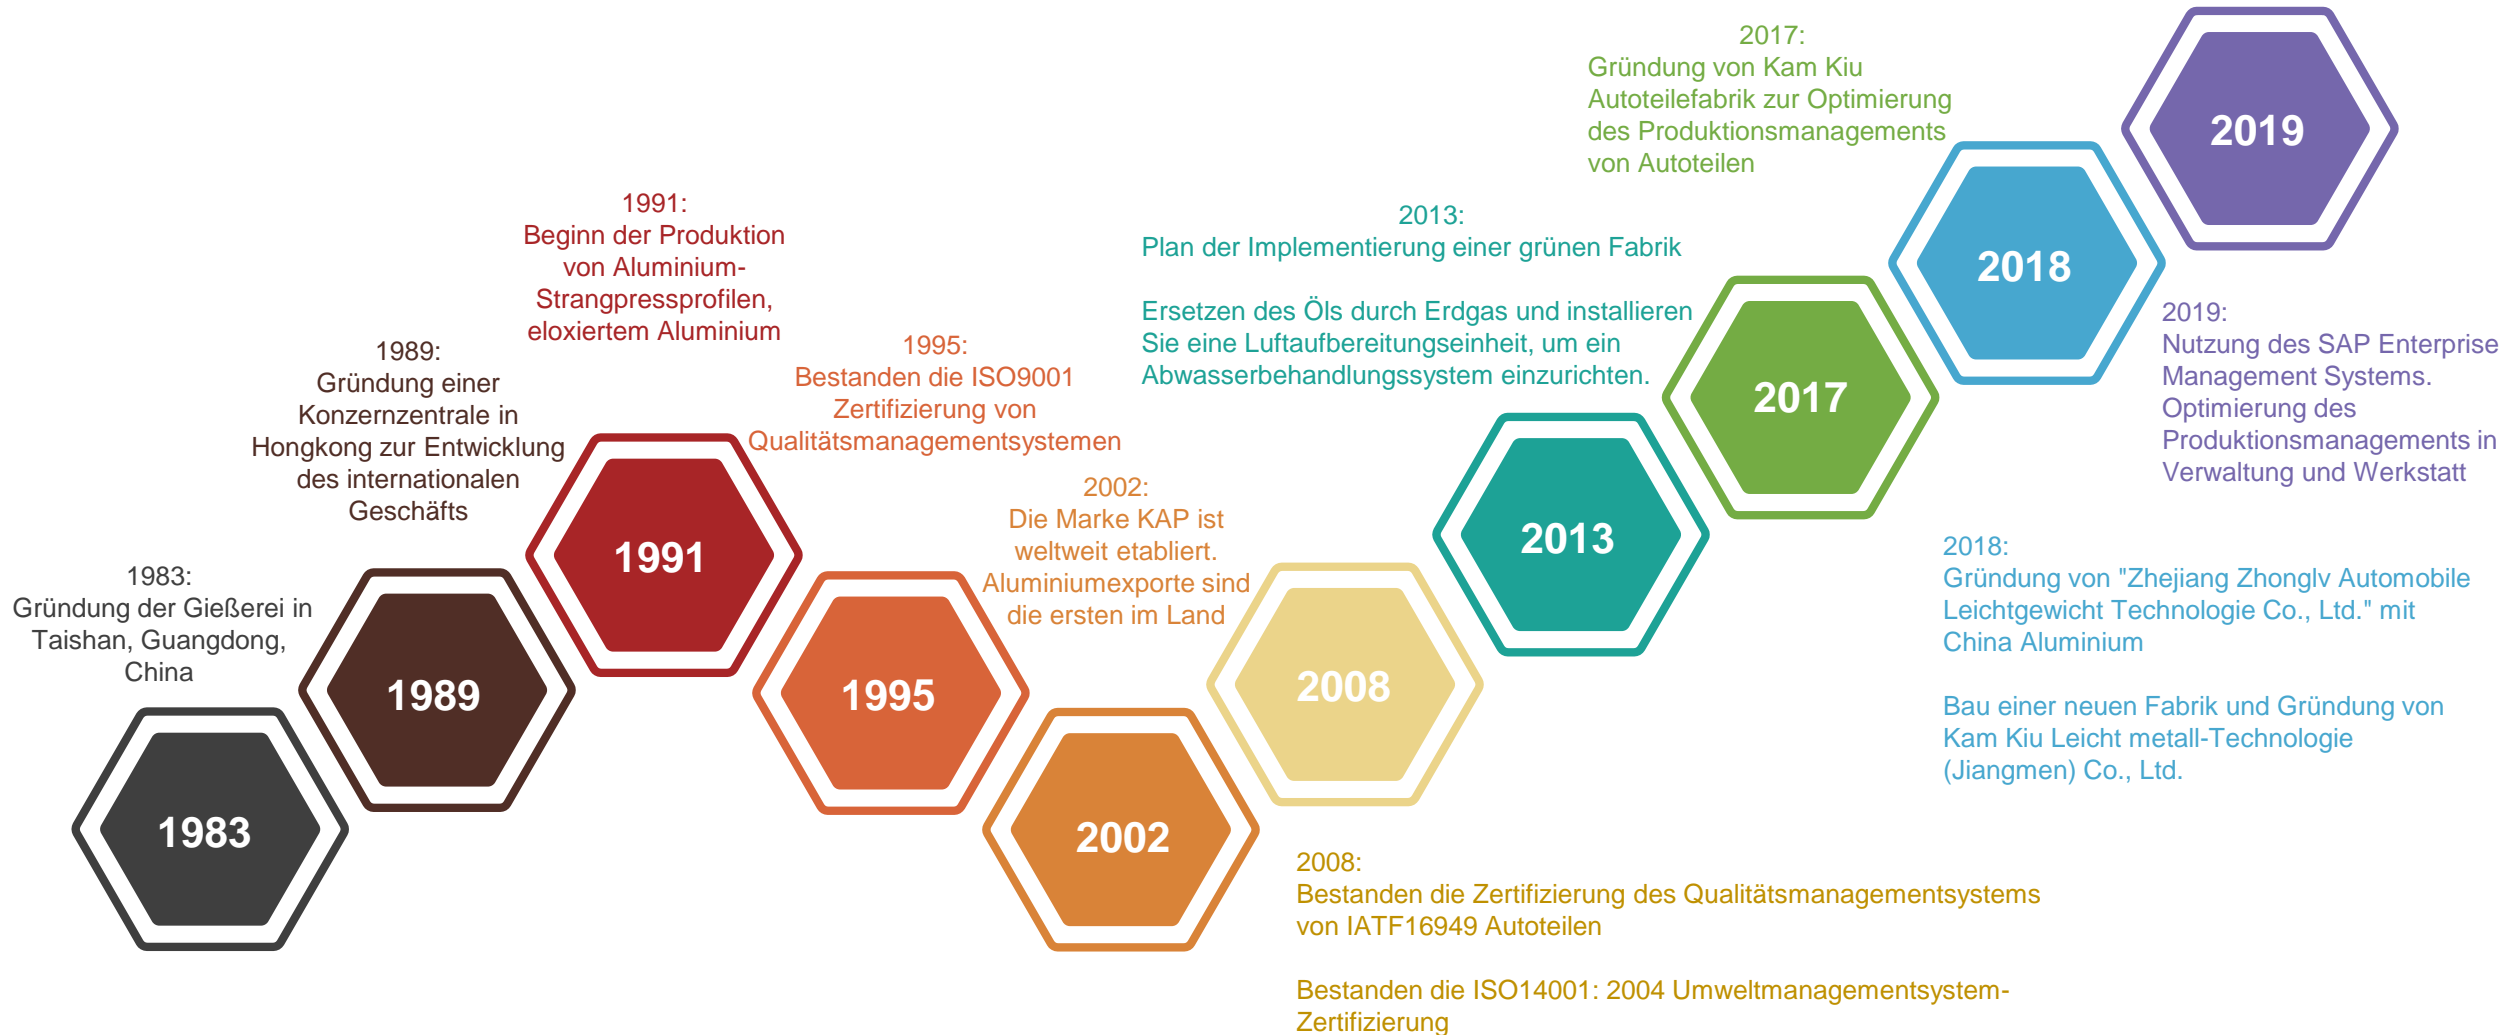 1983:
Gründung der Gießerei in
Taishan, Guangdong,
China
1983
1989:
Gründung einer
Konzernzentrale in
Hongkong zur Entwicklung
des internationalen
Geschäfts
1989
1991:
Beginn der Produktion
von Aluminium-
Strangpressprofilen,
eloxiertem Aluminium
1991
1995:
Bestanden die ISO9001
Zertifizierung von
Qualitätsmanagementsystemen
1995
2002:
Die Marke KAP ist
weltweit etabliert.
Aluminiumexporte sind
die ersten im Land
2002
2008
2008:
Bestanden die Zertifizierung des Qualitätsmanagementsystems
von IATF16949 Autoteilen
Bestanden die ISO14001: 2004 Umweltmanagementsystem-
Zertifizierung
2013:
Plan der Implementierung einer grünen Fabrik
Ersetzen des Öls durch Erdgas und installieren
Sie eine Luftaufbereitungseinheit, um ein
Abwasserbehandlungssystem einzurichten.
2013
2017:
Gründung von Kam Kiu
Autoteilefabrik zur Optimierung
des Produktionsmanagements
von Autoteilen
2017
2018
2018:
Gründung von "Zhejiang Zhonglv Automobile
Leichtgewicht Technologie Co., Ltd." mit
China Aluminium
Bau einer neuen Fabrik und Gründung von
Kam Kiu Leicht metall-Technologie
(Jiangmen) Co., Ltd.
2019
2019:
Nutzung des SAP Enterprise
Management Systems.
Optimierung des
Produktionsmanagements in
Verwaltung und Werkstatt